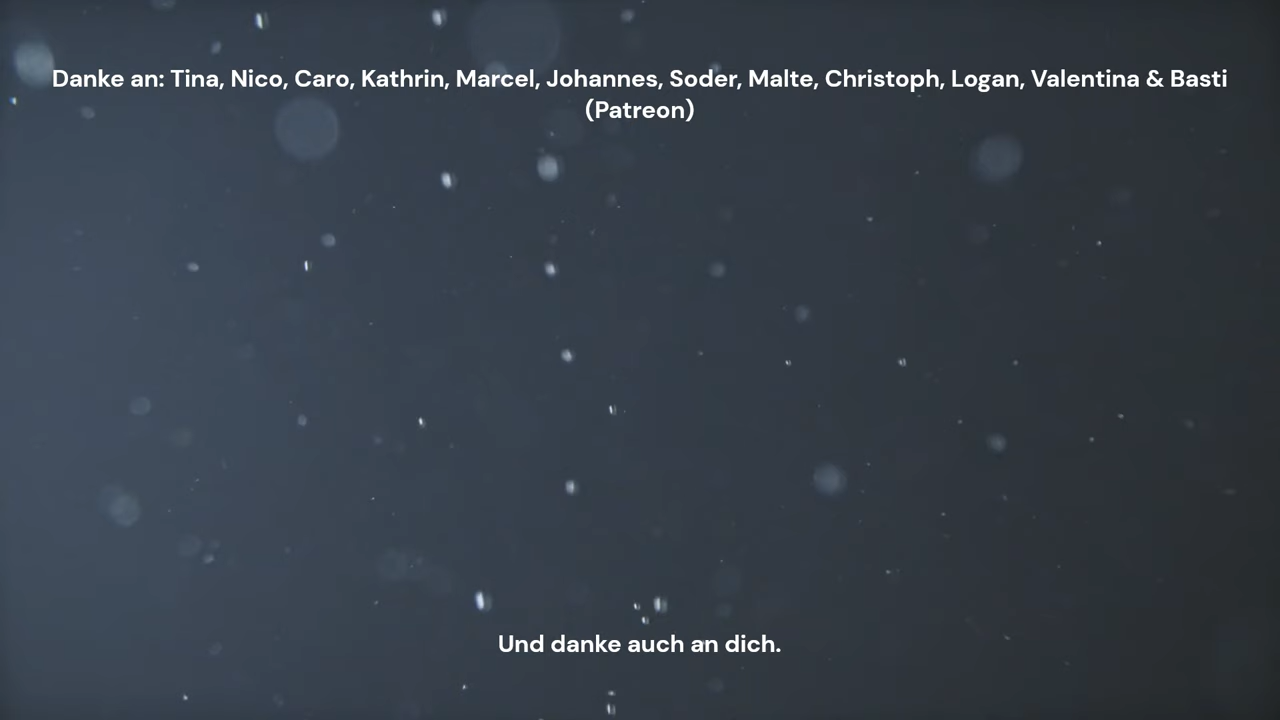 Danke an: Tina, Nico, Caro, Kathrin, Marcel, Johannes, Soder, Malte, Christoph, Logan, Valentina & Basti
(Patreon)
Und danke auch an dich.